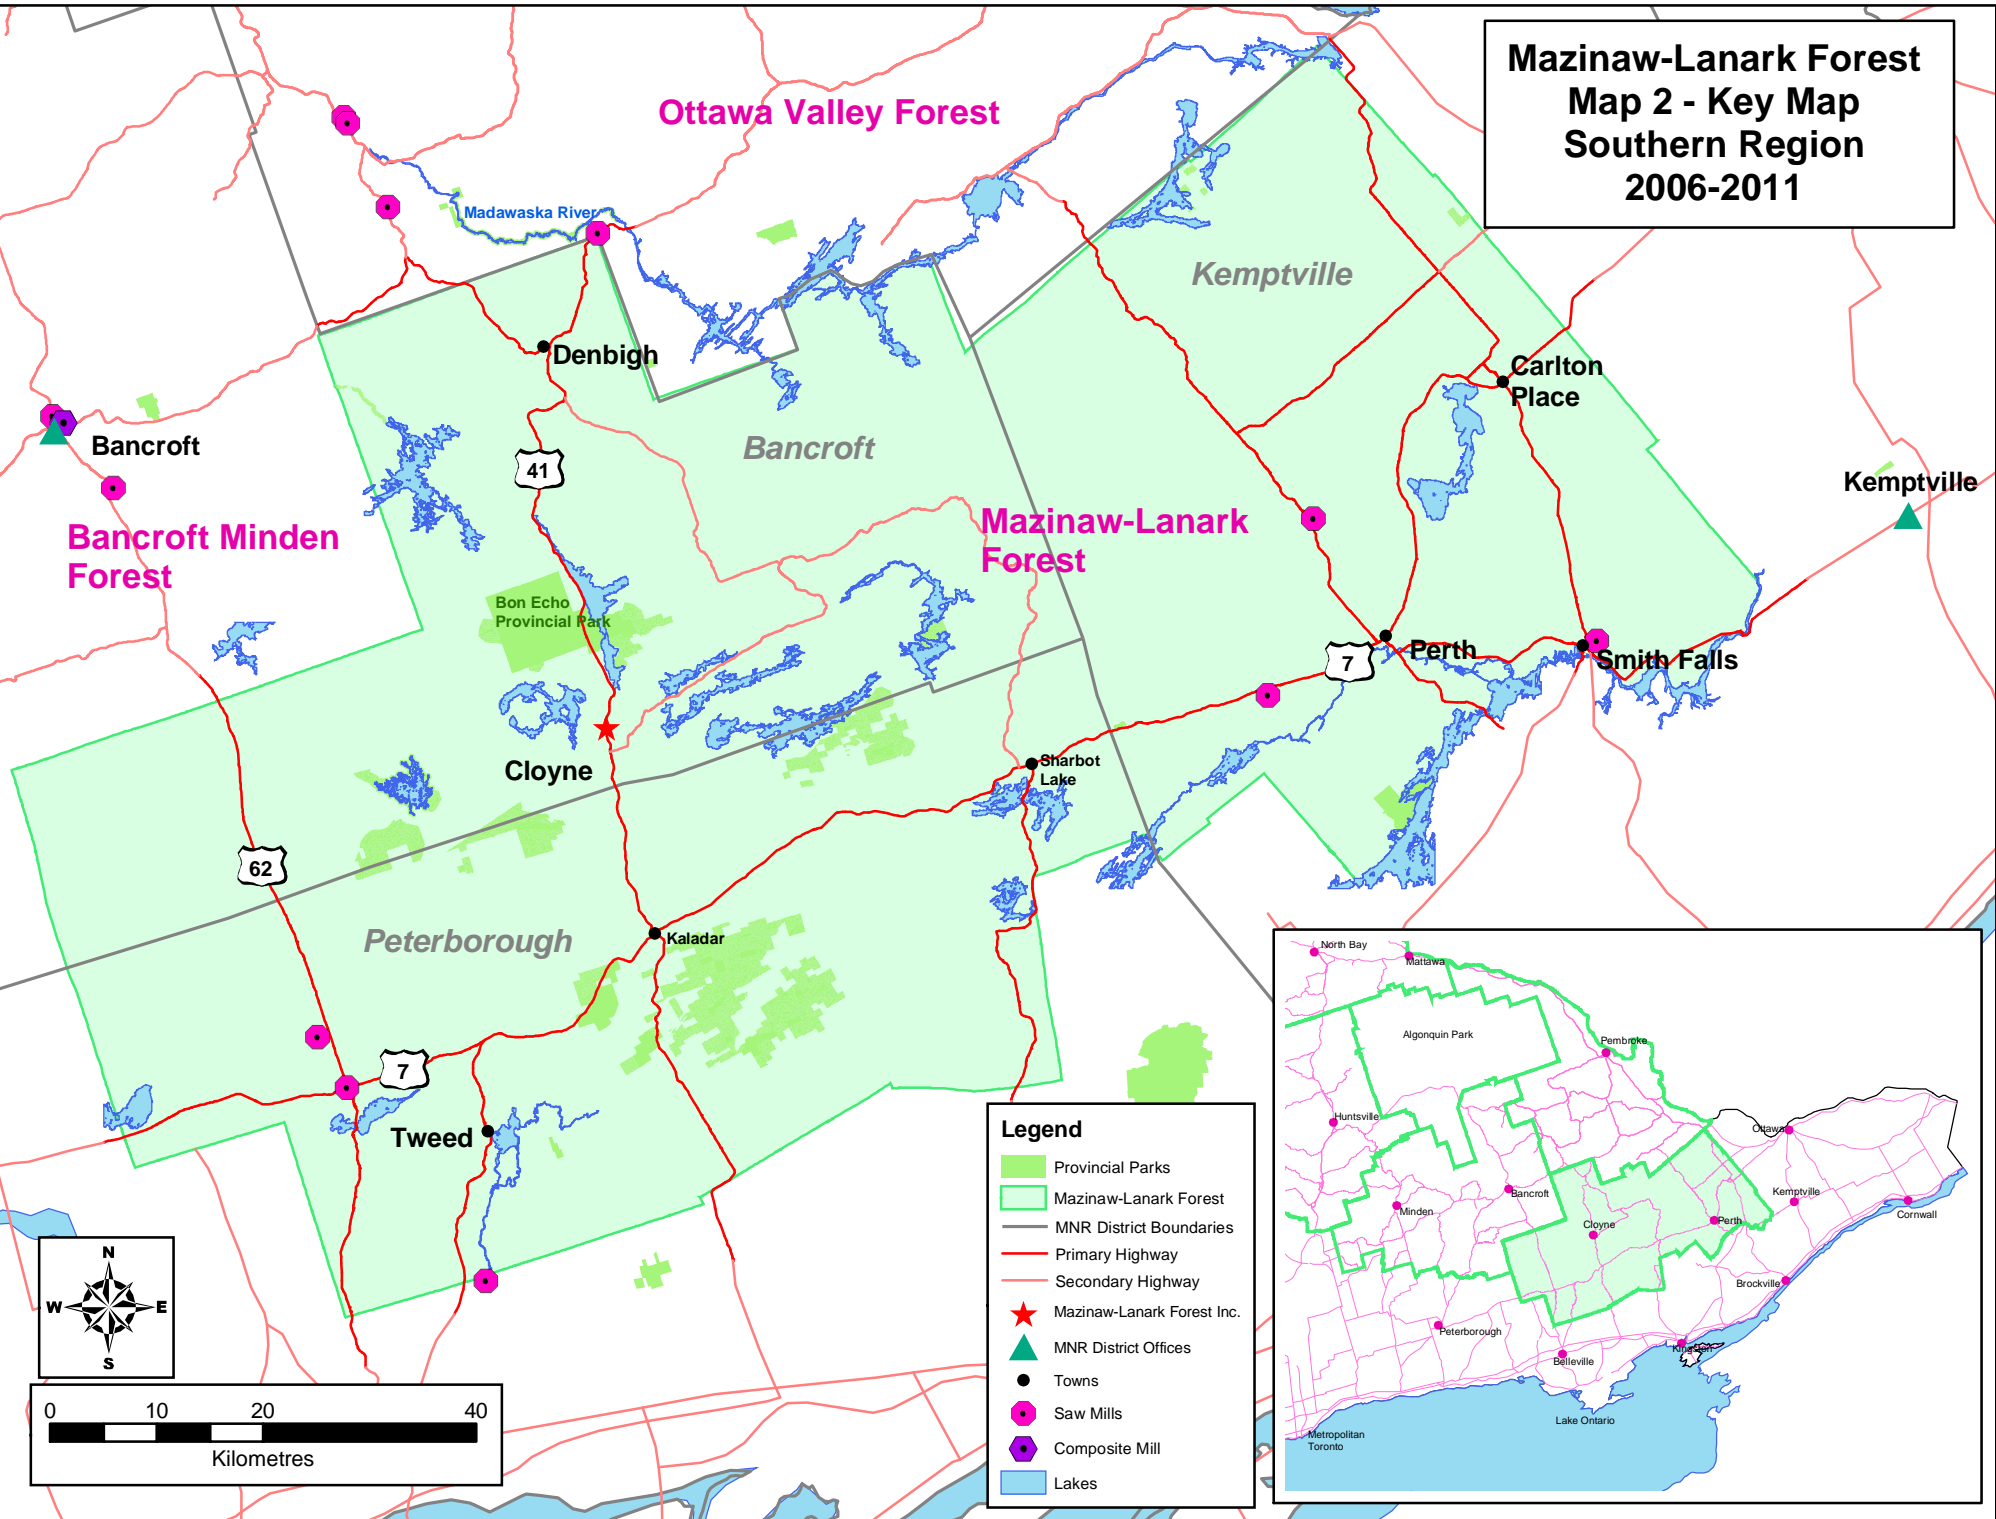 Mazinaw-Lanark Forest
Map 2 - Key Map
Southern Region
2006-2011
Ottawa Valley Forest
Madawaska River
Kemptville
Denbigh
Carlton
Place
Bancroft
Bancroft
41
Kemptville
Bancroft Minden
Forest
Mazinaw-Lanark
Forest
Bon Echo
Provincial Park
7
Perth
Smith Falls
Cloyne
Sharbot
Lake
62
Peterborough
Kaladar
7
Tweed
N
W
E
S
0
10
20
40
Kilometres
Legend
Provincial Parks
Mazinaw-Lanark Forest
MNR District Boundaries
Primary Highway
Secondary Highway
Mazinaw-Lanark Forest Inc.
MNR District Offices
Towns
Saw Mills
Composite Mill
Lakes
North Bay
Mattawa
Algonquin Park
Pembroke
Huntsville
Ottawa
Bancroft
Minden
Kemptville
Cloyne
Perth
Cornwall
Brockville
Peterborough
Kingston
Belleville
Lake Ontario
Metropolitan
Toronto